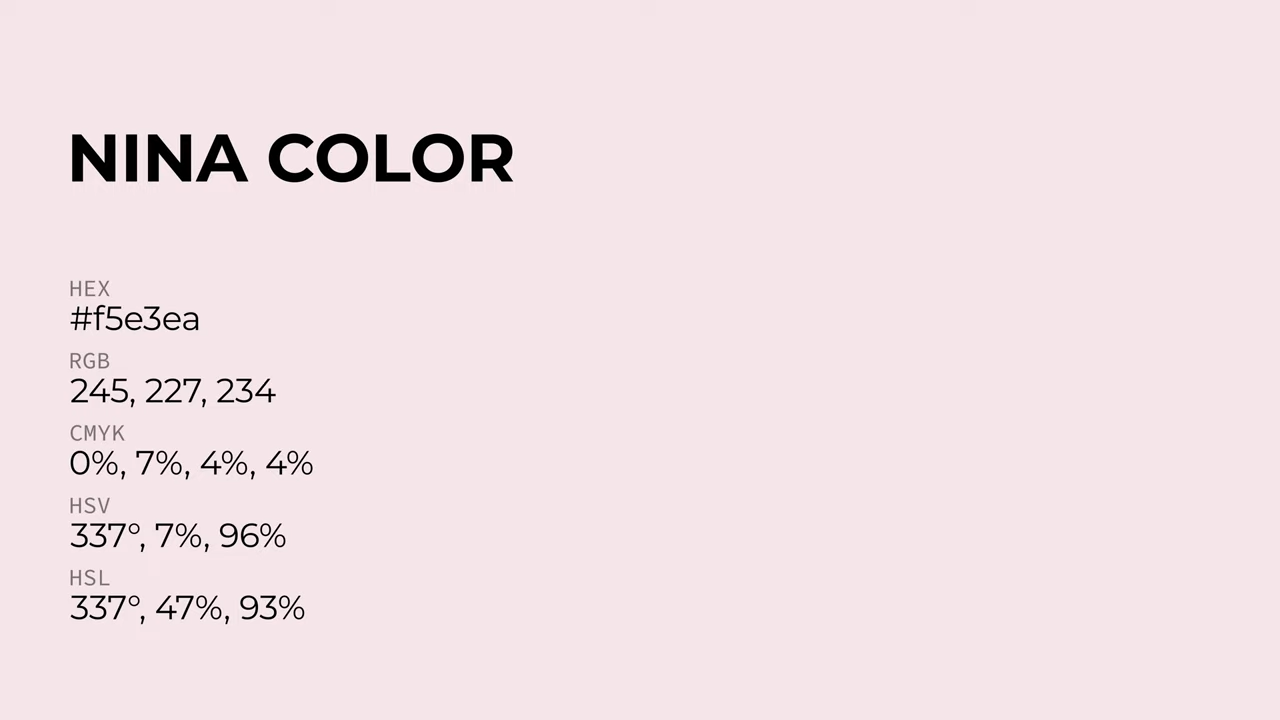 NINA COLOR
HEX
#f5e3ea
RGB
245, 227, 234
CMYK
0%, 7%, 4%, 4%
HSV
337°, 7%, 96%
HSL
337°, 47%, 93%